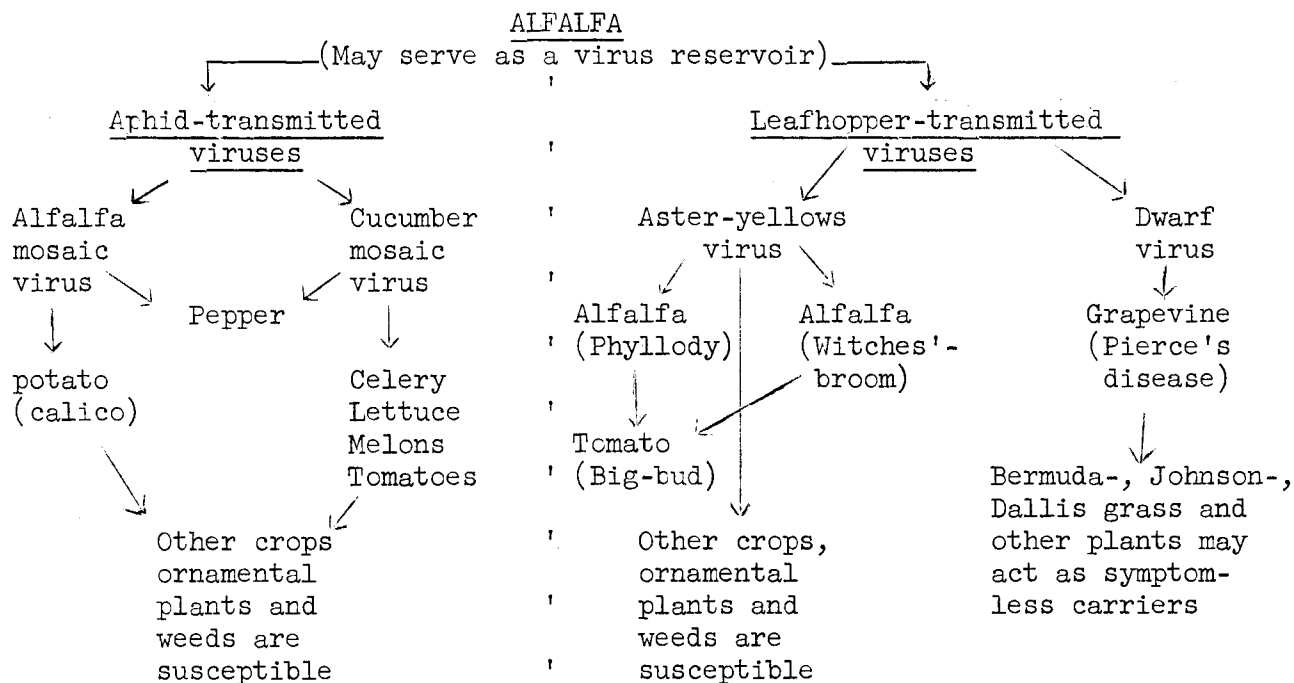 ALFALFA
(May serve as a virus reservoir)
Aphid-transmitted
viruses
Alfalfa
mosaic
virus
Cucumber
mosaic
virus
Pepper
potato
(calico)
Celery
Lettuce
Melons
Tomatoes
Other crops
ornamental
plants and
weeds are
susceptible
Leafhopper-transmitted
viruses
Aster-yellows
virus
Alfalfa
(Phyllody)
Alfalfa
(Witches'-
broom)
Tomato
(Big-bud)
Other crops,
ornamental
plants and
weeds are
susceptible
Dwarf
virus
Grapevine
(Pierce's
disease)
Bermuda-, Johnson-,
Dallis grass and
other plants may
act as symptom-
less carriers